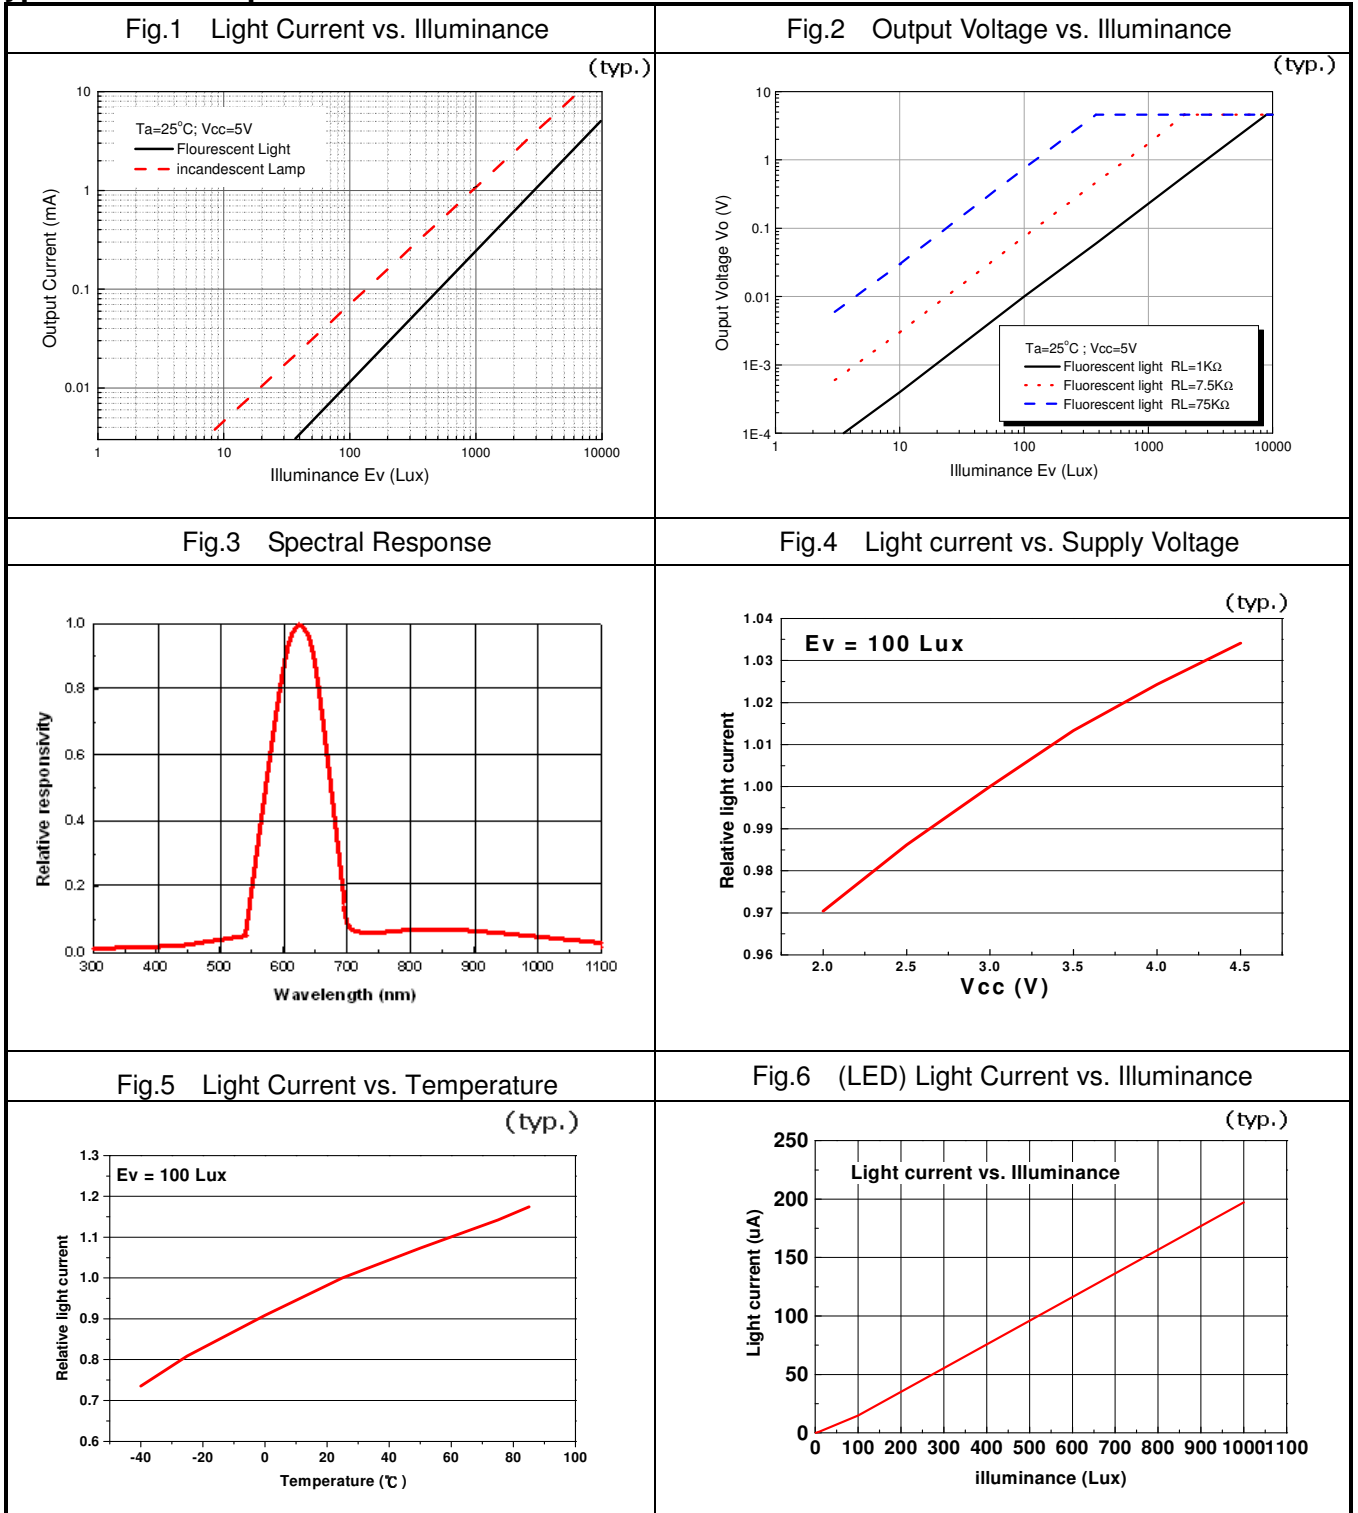 Fig.1 Light Current vs. Illuminance
(typ.)
10
1
0.1
0.01
Output Current (mA)
Ta=25°C; Vcc=5V
Flourescent Light
incandescent Lamp
1 10 100 1000 10000
Illuminance Ev (Lux)
Fig.2 Output Voltage vs. Illuminance
(typ.)
10
1
0.1
0.01
1E-3
1E-4
Ouput Voltage Vo (V)
Ta=25°C ; Vcc=5V
Fluorescent light RL=1KΩ
Fluorescent light RL=7.5KΩ
Fluorescent light RL=75KΩ
1 10 100 1000 10000
Illuminance Ev (Lux)
Fig.3 Spectral Response
1.0
0.8
0.6
0.4
0.2
0.0
Relative responsivity
300 400 500 600 700 800 900 1000 1100
Wavelength (nm)
Fig.4 Light current vs. Supply Voltage
(typ.)
1.04
1.03
1.02
1.01
1.00
0.99
0.98
0.97
0.96
Relative light current
Ev = 100 Lux
2.0 2.5 3.0 3.5 4.0 4.5
Vcc (V)
Fig.5 Light Current vs. Temperature
(typ.)
1.3
1.2
1.1
1.0
0.9
0.8
0.7
0.6
Relative light current
Ev = 100 Lux
-40 -20 0 20 40 60 80 100
Temperature (℃)
Fig.6 (LED) Light Current vs. Illuminance
(typ.)
250
200
150
100
50
0
Light current (uA)
Light current vs. Illuminance
0 100 200 300 400 500 600 700 800 900 1000 1100
illuminance (Lux)